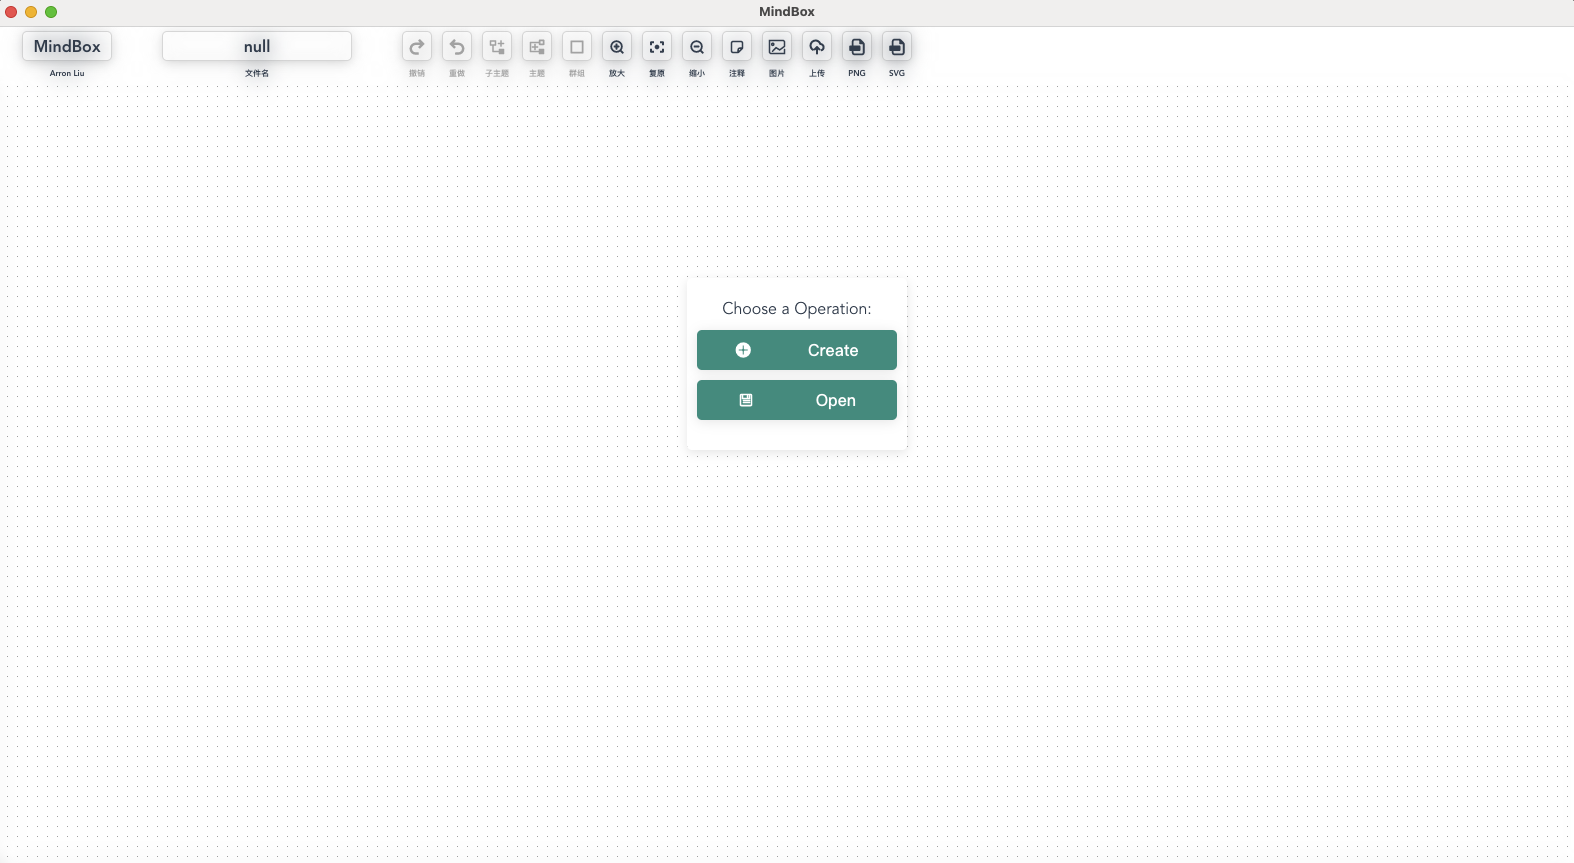 MindBox
MindBox
null
Arron Liu
文件名
撤销
重做
子主题
主题
群组
放大
复原
缩小
注释
图片
上传
PNG
SVG
Choose a Operation:
Create
Open